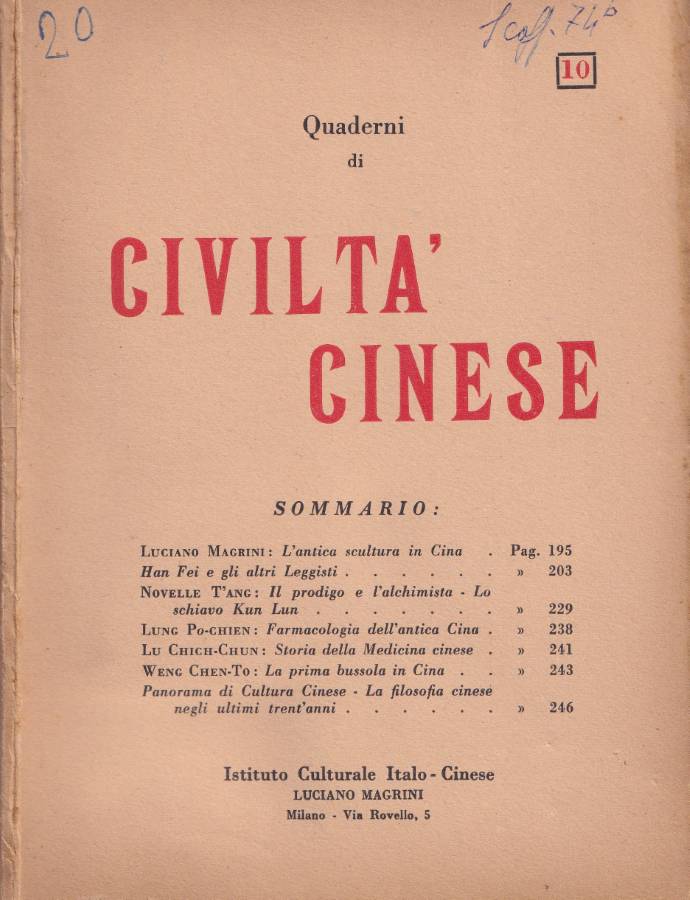 20
Scaff. 74b
10
Quaderni
di
CIVILTA'
CINESE
SOMMARIO:
LUCIANO MAGRINI: L'antica scultura in Cina . Pag. 195
Han Fei e gli altri Leggisti . . . . . . » 203
NOVELLE T'ANG: Il prodigo e l'alchimista - Lo
schiavo Kun Lun . . . . . . . » 229
LUNG PO-CHIEN: Farmacologia dell'antica Cina . » 238
LU CHICH-CHUN: Storia della Medicina cinese . » 241
WENG CHEN-TO: La prima bussola in Cina . . » 243
Panorama di Cultura Cinese - La filosofia cinese
negli ultimi trent'anni . . . . . . » 246
Istituto Culturale Italo-Cinese
LUCIANO MAGRINI
Milano - Via Rovello, 5